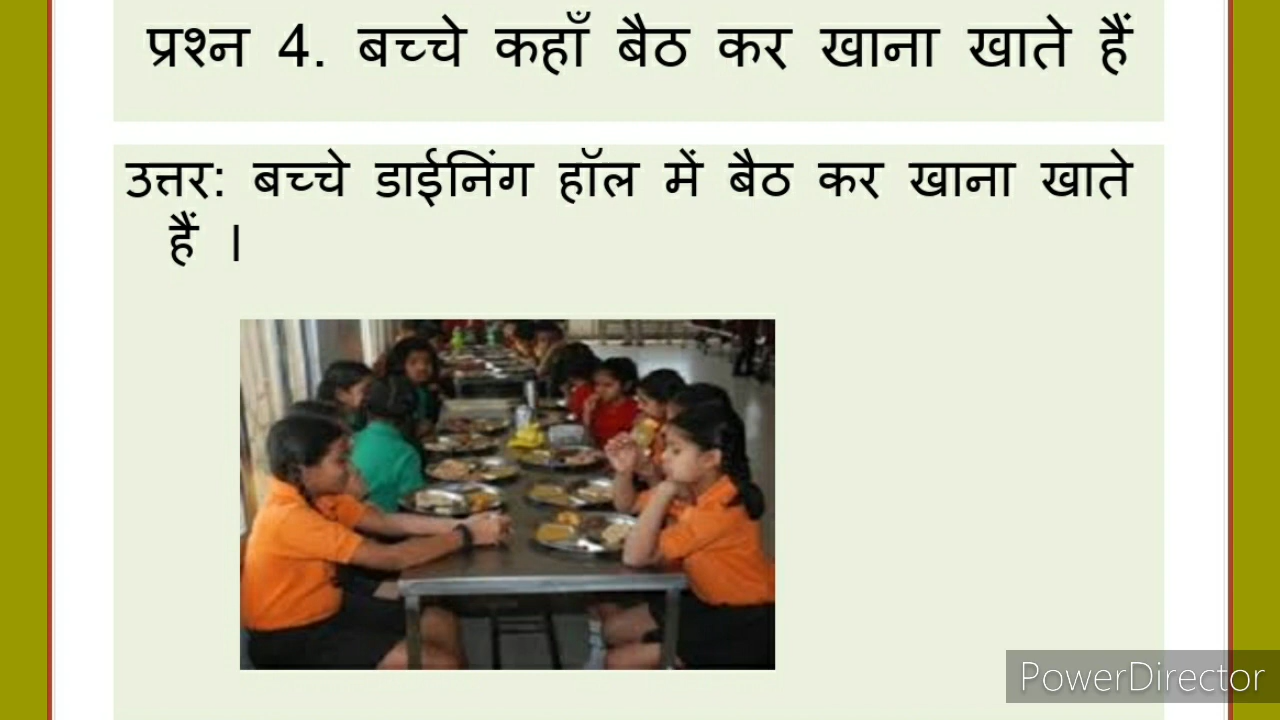 प्रश्न 4. बच्चे कहाँ बैठ कर खाना खाते हैं
उत्तर: बच्चे डाईनिंग हॉल में बैठ कर खाना खाते
हैं ।
PowerDirector